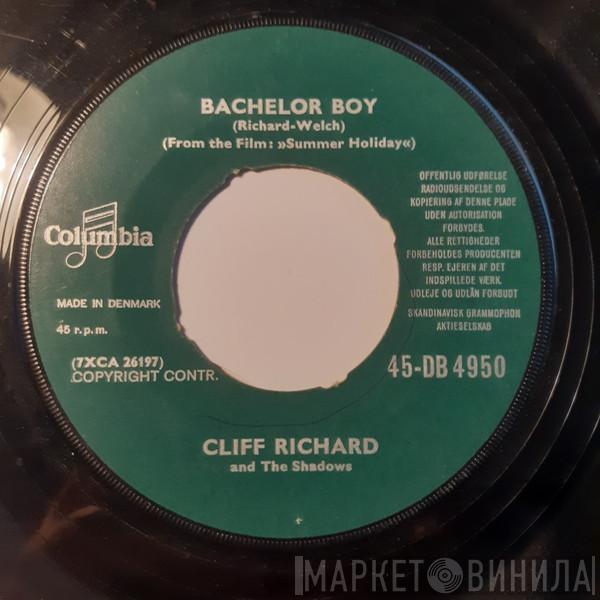 BACHELOR BOY
(Richard-Welch)
(From the Film: »Summer Holiday«)
Columbia
MADE IN DENMARK
45 r.p.m.
(7XCA 26197)
COPYRIGHT CONTR.
OFFENTLIG UDFØRELSE
RADIOUDSENDELSE OG
KOPIERING AF DENNE PLADE
UDEN AUTORISATION
FORBYDES.
ALLE RETTIGHEDER
FORBEHOLDES PRODUCENTEN
RESP. EJEREN AF DET
INDSPILLEDE VÆRK.
UDLEJE OG UDLÅN FORBUDT
SKANDINAVISK GRAMMOPHON
AKTIESELSKAB
45-DB 4950
CLIFF RICHARD
and The Shadows
МАРКЕТ ВИНИЛА